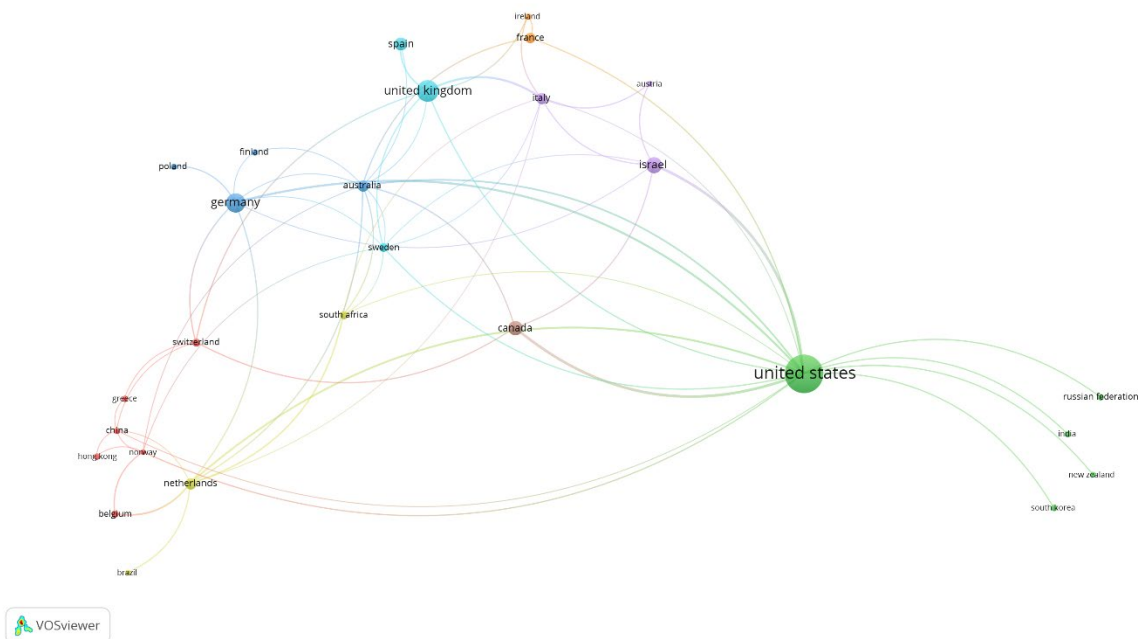 ireland
france
spain
austria
united kingdom
italy
finland
poland
israel
australia
germany
sweden
south africa
canada
switzerland
united states
russian federation
greece
china
india
hong kong
norway
new zealand
netherlands
south korea
belgium
brazil
VOSviewer